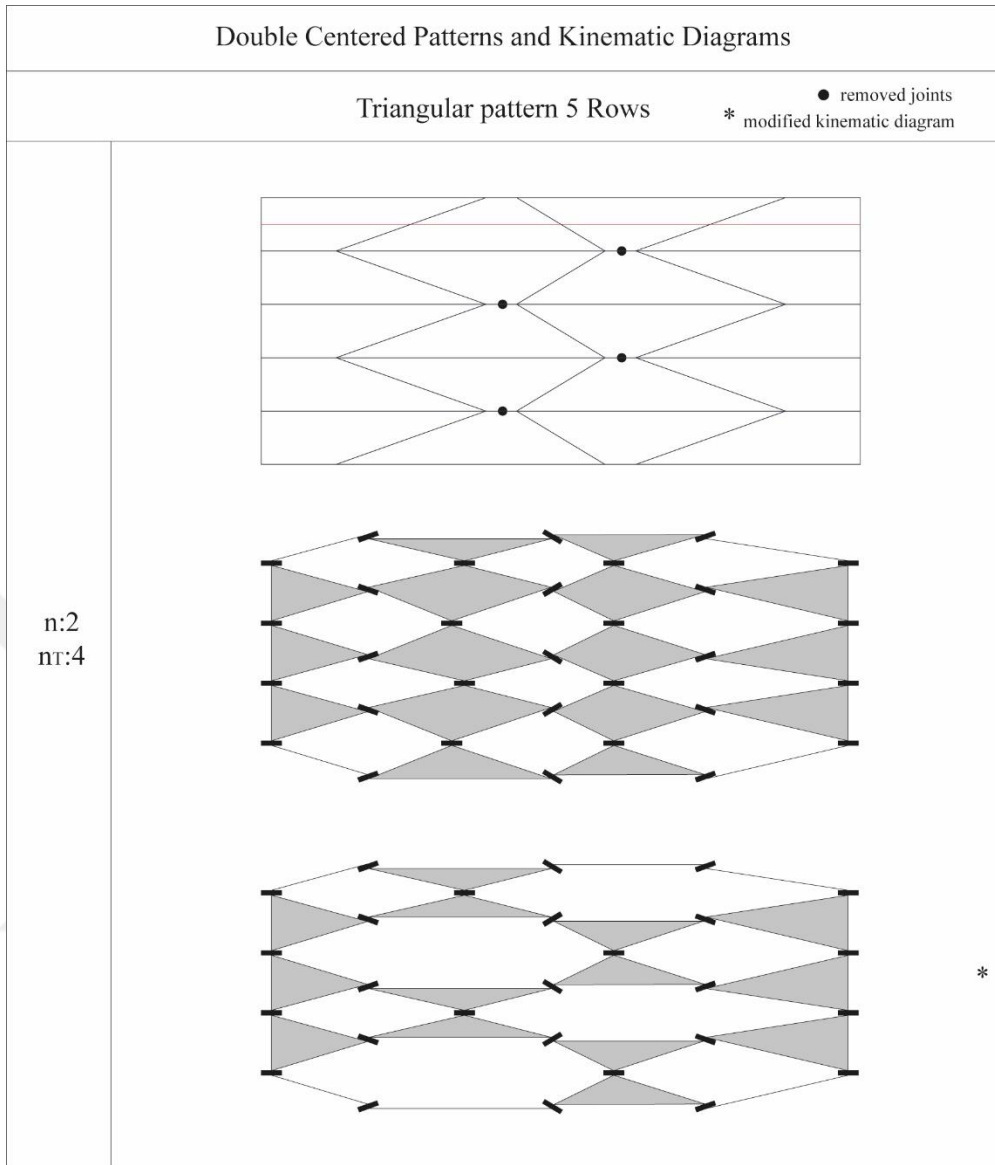 Double Centered Patterns and Kinematic Diagrams
Triangular pattern 5 Rows
● removed joints
* modified kinematic diagram
n:2
nT:4
*